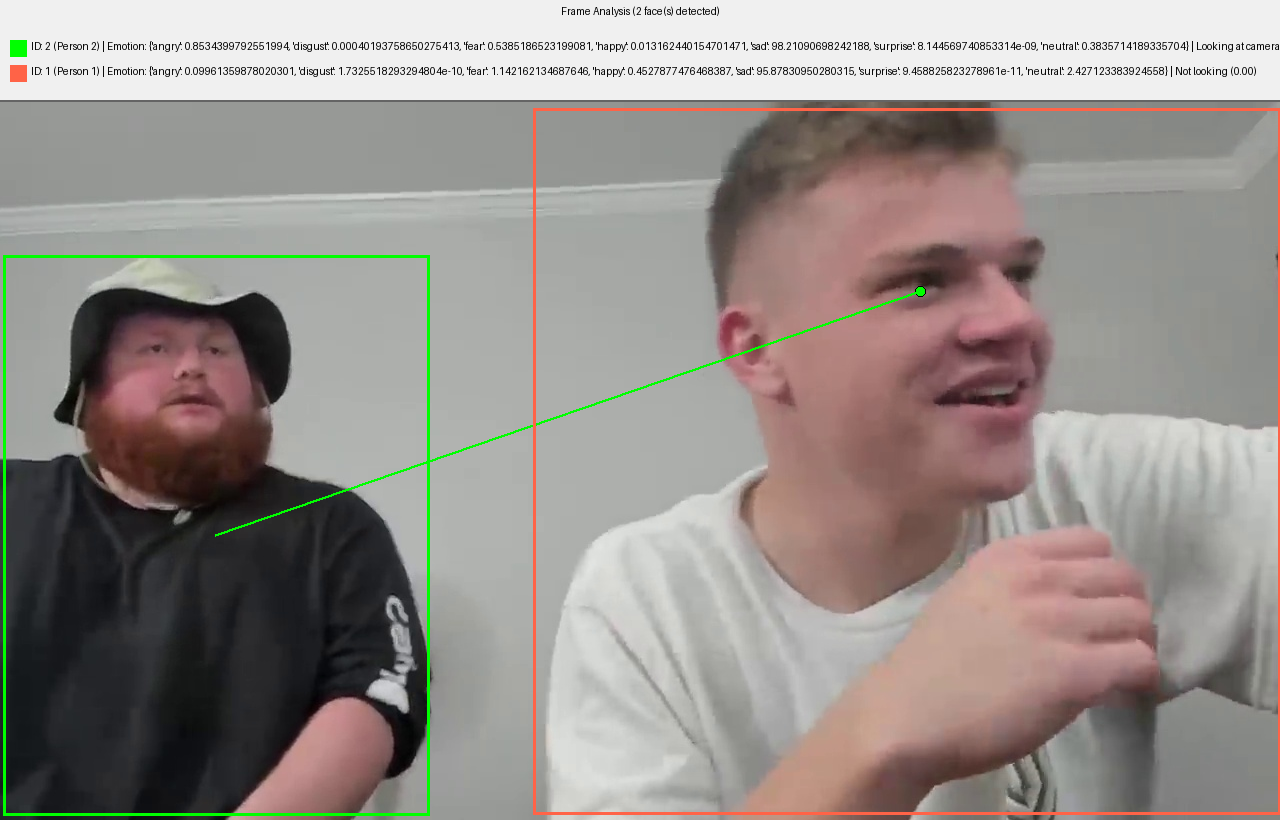 Frame Analysis (2 face(s) detected)
ID: 2 (Person 2) | Emotion: {'angry': 0.8534399792551994, 'disgust': 0.00040193758650275413, 'fear': 0.5385186523199081, 'happy': 0.013162440154701471, 'sad': 98.21090698242188, 'surprise': 8.144569740853314e-09, 'neutral': 0.3835714189335704} | Looking at camera
ID: 1 (Person 1) | Emotion: {'angry': 0.09961359878020301, 'disgust': 1.7325518293294804e-10, 'fear': 1.142162134687646, 'happy': 0.4527877476468387, 'sad': 95.87830950280315, 'surprise': 9.458825823278961e-11, 'neutral': 2.427123383924558} | Not looking (0.00)